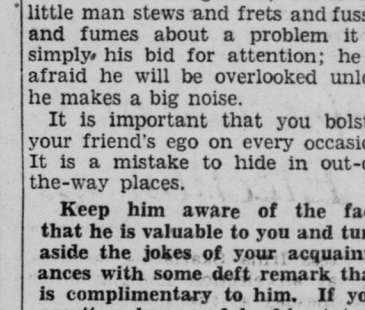 little man stews and frets and fuss
and fumes about a problem it
simply his bid for attention; he
afraid he will be overlooked unl
he makes a big noise.
It is important that you bols
your friend's ego on every occasi
It is a mistake to hide in out-
the-way places.
Keep him aware of the fa
that he is valuable to you and tu
aside the jokes of your acquain
ances with some deft remark tha
is complimentary to him. If yo